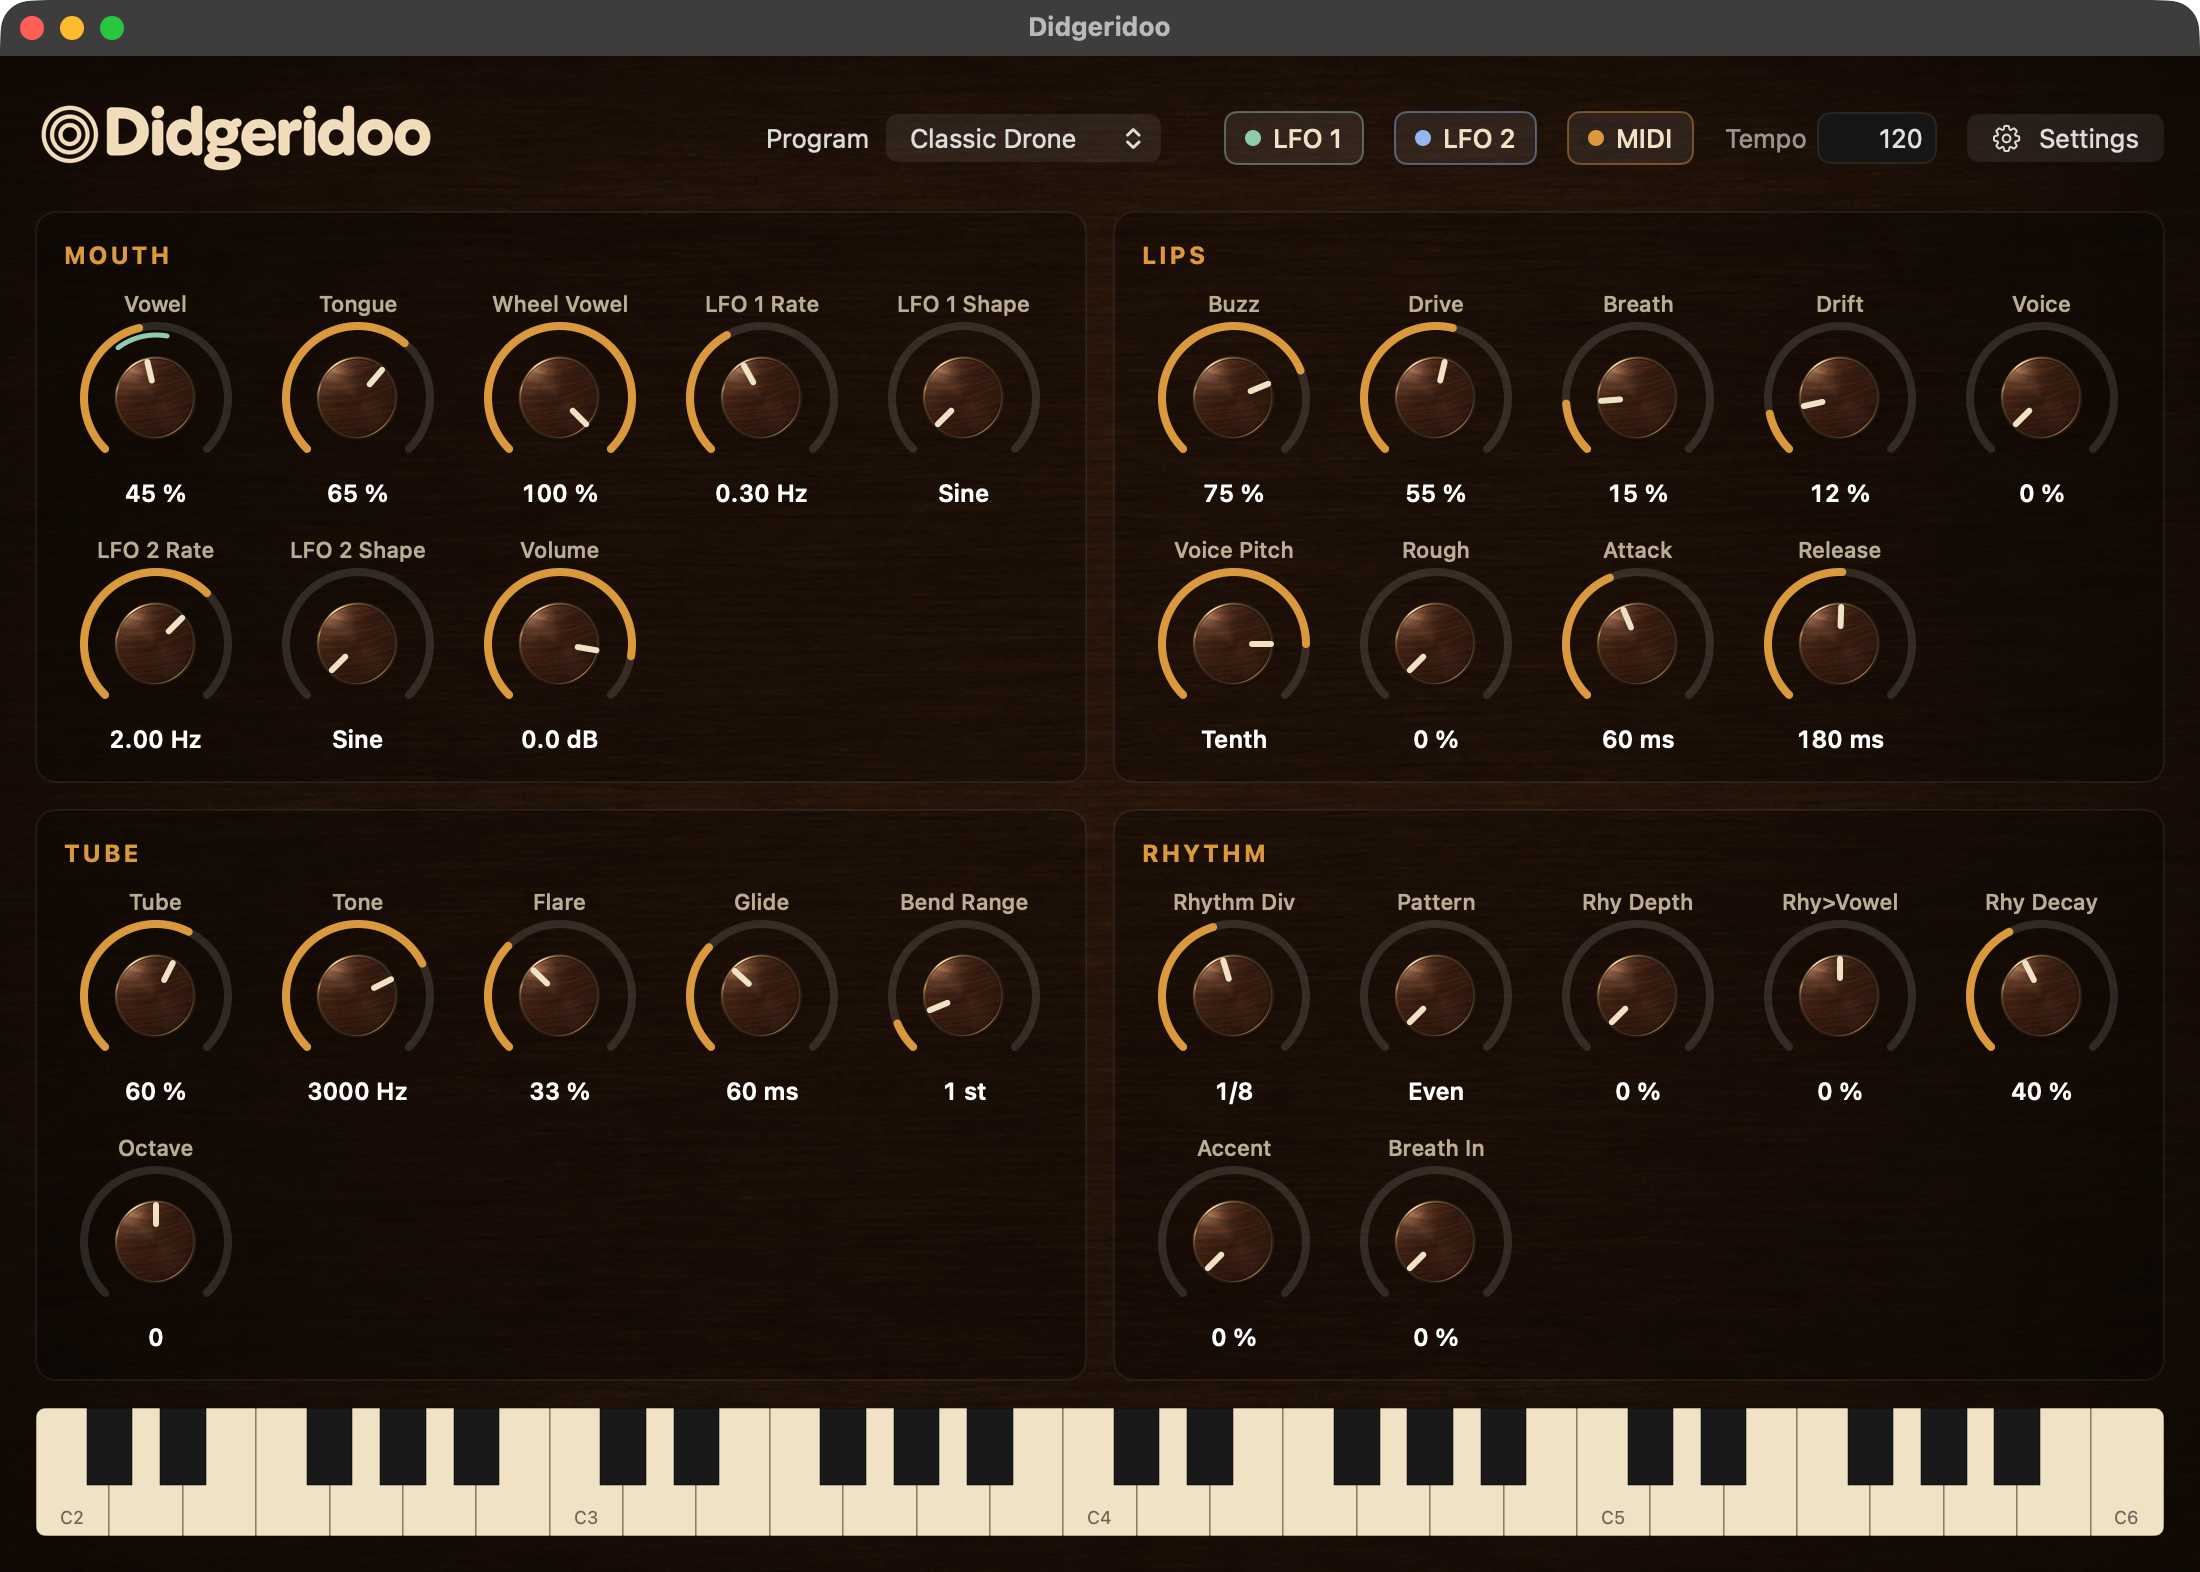 Didgeridoo
Didgeridoo
Program Classic Drone LFO 1 LFO 2 MIDI Tempo 120 Settings
MOUTH
Vowel Tongue Wheel Vowel LFO 1 Rate LFO 1 Shape
45 % 65 % 100 % 0.30 Hz Sine
LFO 2 Rate LFO 2 Shape Volume
2.00 Hz Sine 0.0 dB
LIPS
Buzz Drive Breath Drift Voice
75 % 55 % 15 % 12 % 0 %
Voice Pitch Rough Attack Release
Tenth 0 % 60 ms 180 ms
TUBE
Tube Tone Flare Glide Bend Range
60 % 3000 Hz 33 % 60 ms 1 st
Octave
0
RHYTHM
Rhythm Div Pattern Rhy Depth Rhy>Vowel Rhy Decay
1/8 Even 0 % 0 % 40 %
Accent Breath In
0 % 0 %
C2 C3 C4 C5 C6